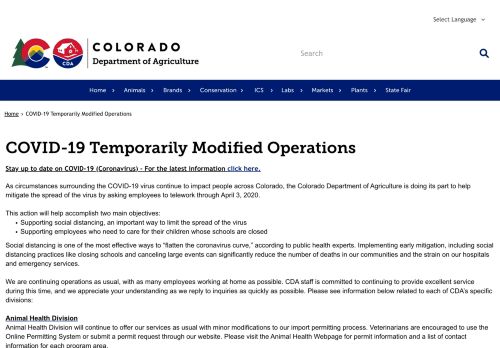 Select Language
COLORADO
Department of Agriculture
CDA
Search
Home Animals Brands Conservation ICS Labs Markets Plants State Fair
Home > COVID-19 Temporarily Modified Operations
COVID-19 Temporarily Modified Operations
Stay up to date on COVID-19 (Coronavirus) - For the latest information click here.
As circumstances surrounding the COVID-19 virus continue to impact people across Colorado, the Colorado Department of Agriculture is doing its part to help
mitigate the spread of the virus by asking employees to telework through April 3, 2020.
This action will help accomplish two main objectives:
• Supporting social distancing, an important way to limit the spread of the virus
• Supporting employees who need to care for their children whose schools are closed
Social distancing is one of the most effective ways to "flatten the coronavirus curve," according to public health experts. Implementing early mitigation, including social
distancing practices like closing schools and canceling large events can significantly reduce the number of deaths in our communities and the strain on our hospitals
and emergency services.
We are continuing operations as usual, with as many employees working at home as possible. CDA staff is committed to continuing to provide excellent service
during this time, and we appreciate your understanding as we reply to inquiries as quickly as possible. Please see information below related to each of CDA's specific
divisions:
Animal Health Division
Animal Health Division will continue to offer our services as usual with minor modifications to our import permitting process. Veterinarians are encouraged to use the
Online Permitting System or submit a permit request through our website. Please visit the Animal Health Webpage for permit information and a list of contact
information for each program area.